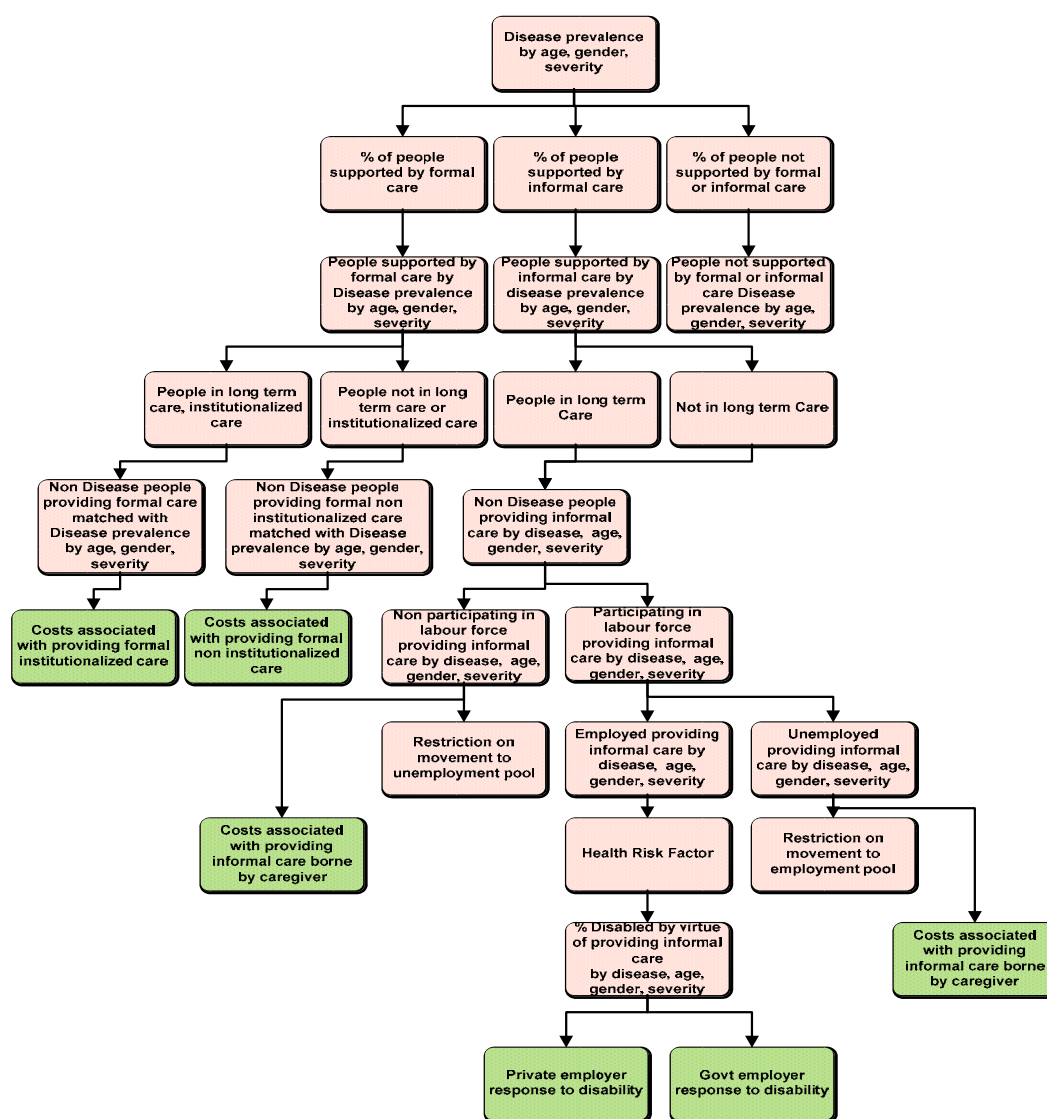 Disease prevalence
by age, gender,
severity
% of people
supported by formal
care
% of people
supported by
informal care
% of people not
supported by formal
or informal care
People supported by
formal care by
Disease prevalence
by age, gender,
severity
People supported by
informal care by
disease prevalence
by age, gender,
severity
People not supported
by formal or informal
care Disease
prevalence by age,
gender, severity
People in long term
care, institutionalized
care
People not in long
term care or
institutionalized care
People in long term
Care
Not in long term Care
Non Disease people
providing formal care
matched with
Disease prevalence
by age, gender,
severity
Non Disease people
providing formal non
institutionalized care
matched with Disease
prevalence by age, gender,
severity
Non Disease people
providing informal
care by disease, age,
gender, severity
Costs associated
with providing formal
institutionalized care
Costs associated
with providing formal
non institutionalized
care
Non participating in
labour force
providing informal
care by disease, age,
gender, severity
Participating in
labour force
providing informal
care by disease, age,
gender, severity
Restriction on
movement to
unemployment pool
Employed providing
informal care by
disease, age,
gender, severity
Unemployed
providing informal
care by disease, age,
gender, severity
Costs associated
with providing
informal care borne
by caregiver
Health Risk Factor
Restriction on
movement to
employment pool
% Disabled by virtue
of providing informal
care
by disease, age,
gender, severity
Costs associated
with providing
informal care borne
by caregiver
Private employer
response to disability
Govt employer
response to disability